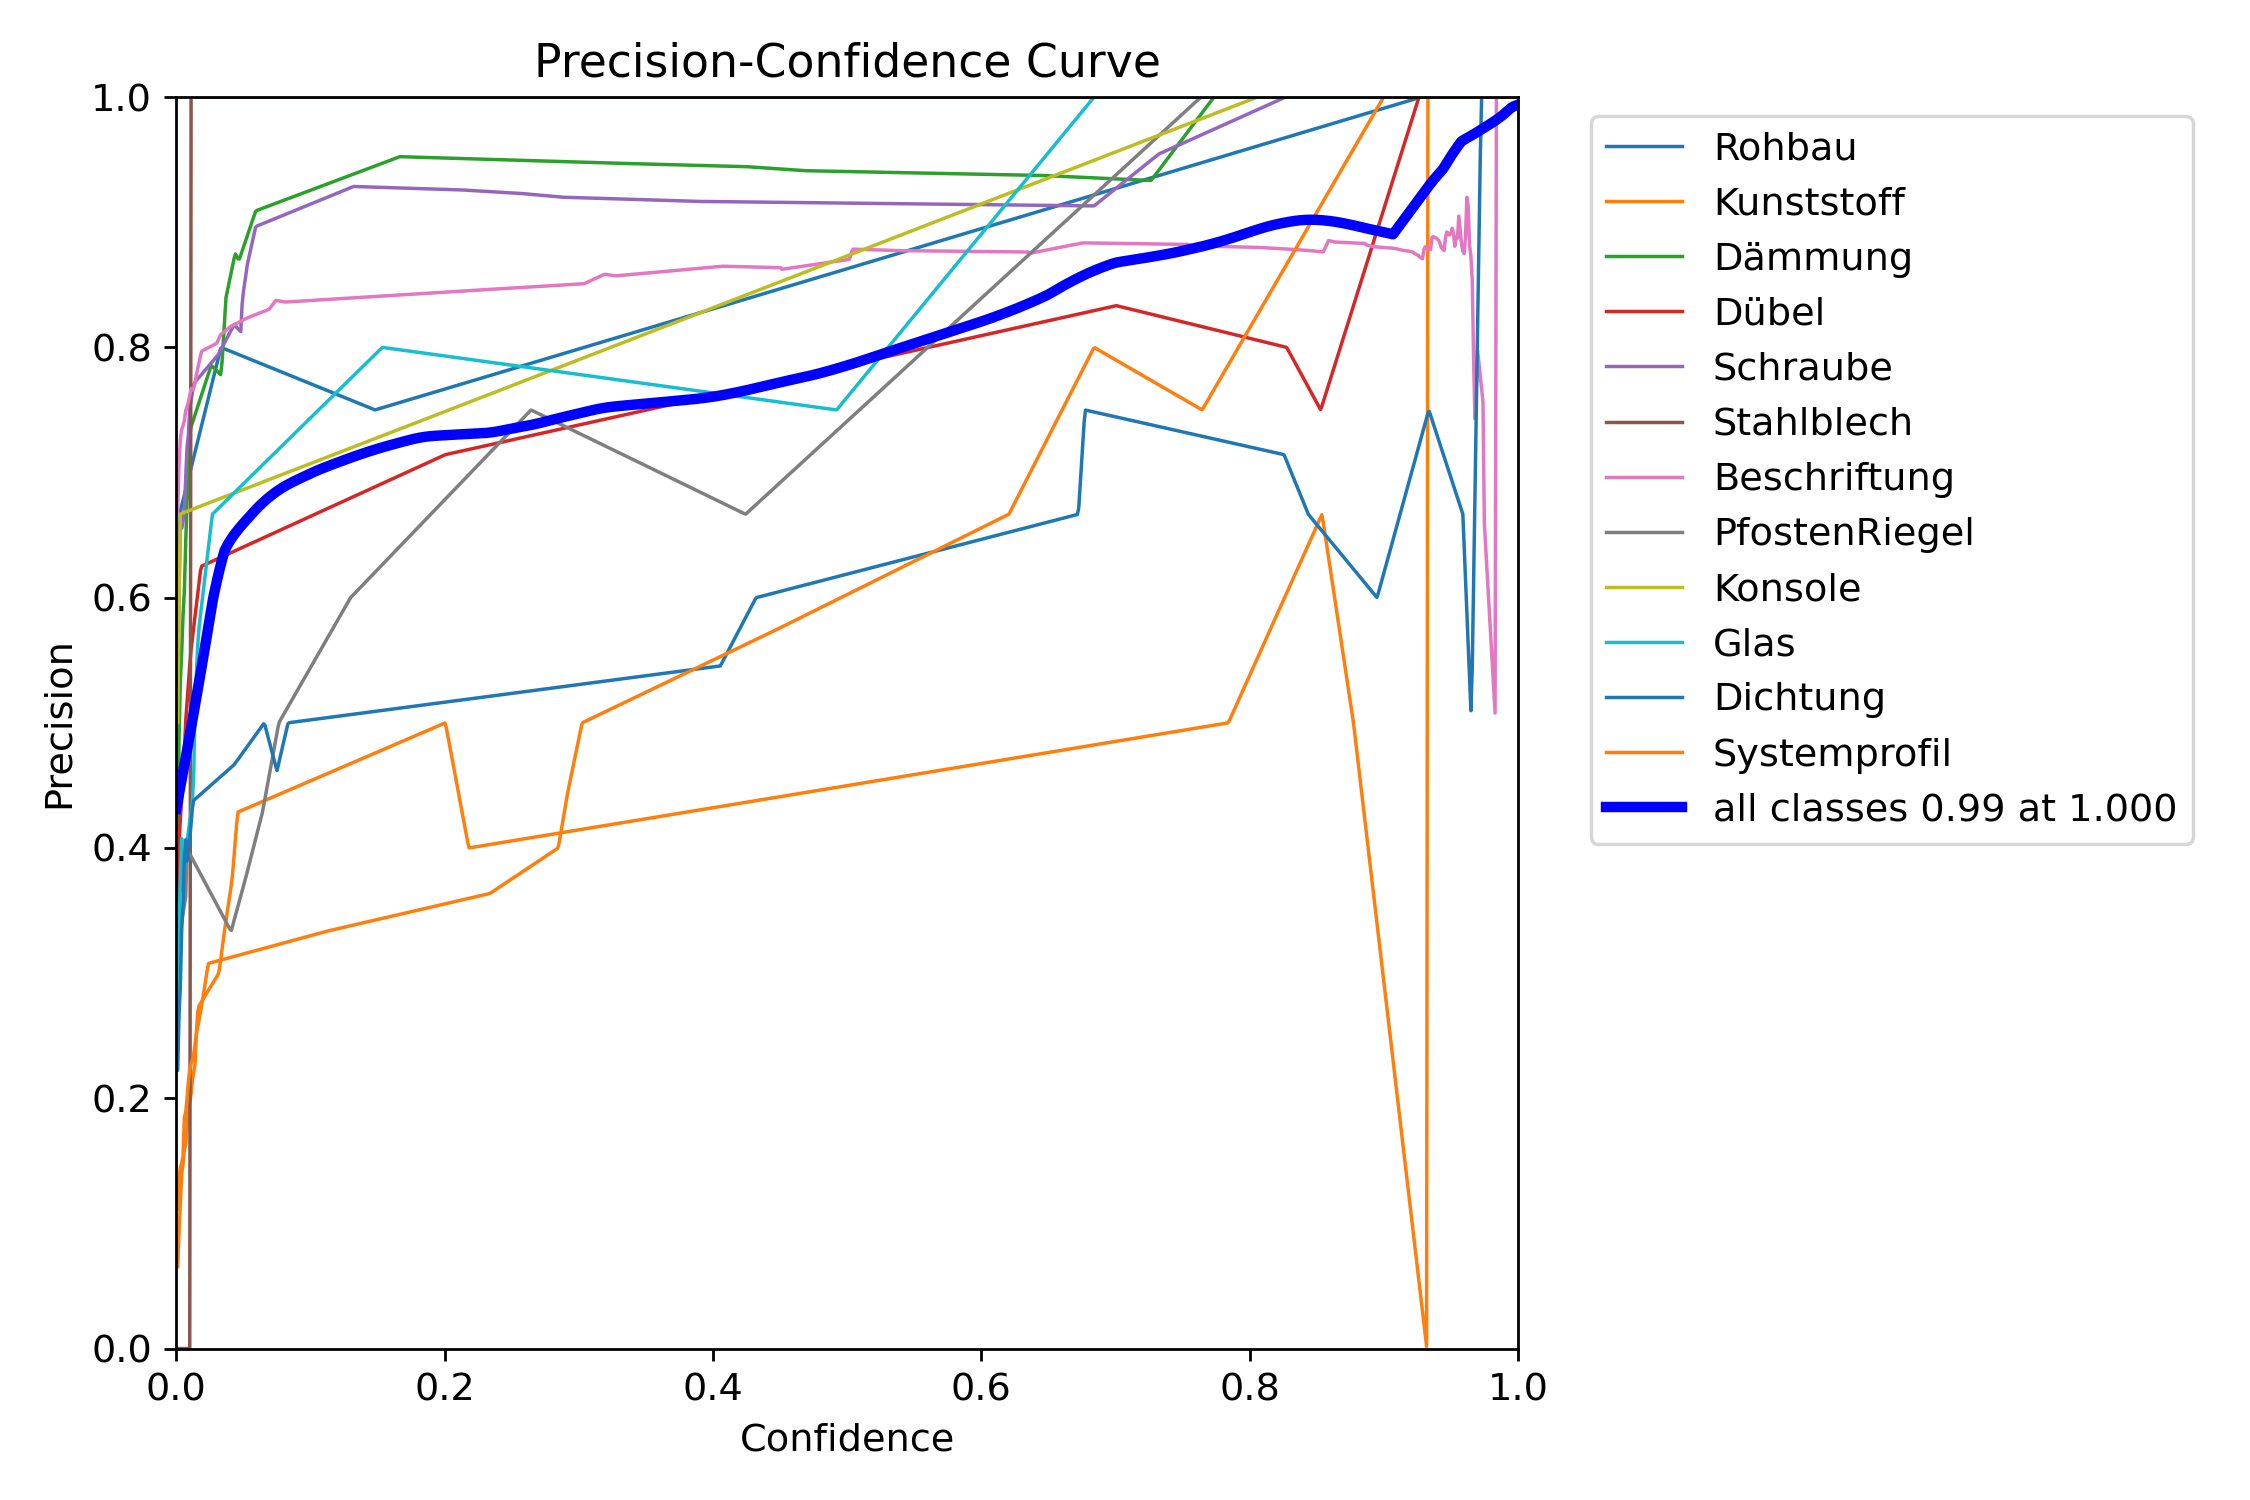 Precision-Confidence Curve
1.0
0.8
0.6
0.4
0.2
0.0
Precision
0.0 0.2 0.4 0.6 0.8 1.0
Confidence
Rohbau
Kunststoff
Dämmung
Dübel
Schraube
Stahlblech
Beschriftung
PfostenRiegel
Konsole
Glas
Dichtung
Systemprofil
all classes 0.99 at 1.000